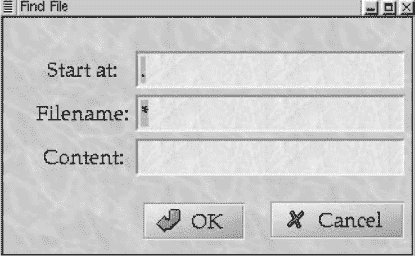 Find File
Start at: .
Filename: *
Content:
OK Cancel